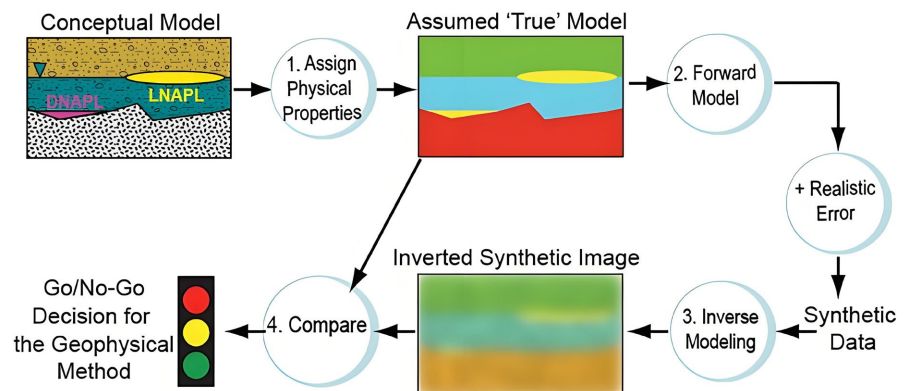 Conceptual Model
DNAPL
LNAPL
1. Assign
Physical
Properties
Assumed ‘True’ Model
2. Forward
Model
+ Realistic
Error
Synthetic
Data
3. Inverse
Modeling
Inverted Synthetic Image
4. Compare
Go/No-Go
Decision for
the Geophysical
Method